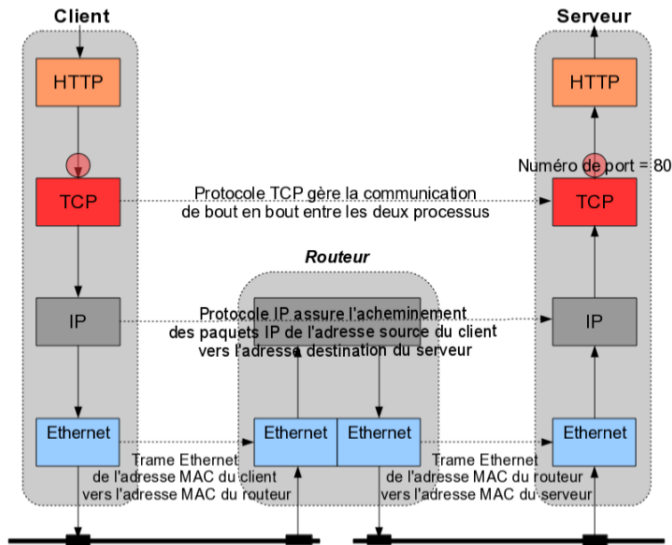 Client
Serveur
HTTP
HTTP
Numéro de port = 80
TCP
Protocole TCP gère la communication
de bout en bout entre les deux processus
TCP
Routeur
IP
Protocole IP assure l'acheminement
des paquets IP de l'adresse source du client
vers l'adresse destination du serveur
IP
Ethernet
Ethernet
Ethernet
Ethernet
Trame Ethernet
de l'adresse MAC du client
vers l'adresse MAC du routeur
Trame Ethernet
de l'adresse MAC du routeur
vers l'adresse MAC du serveur